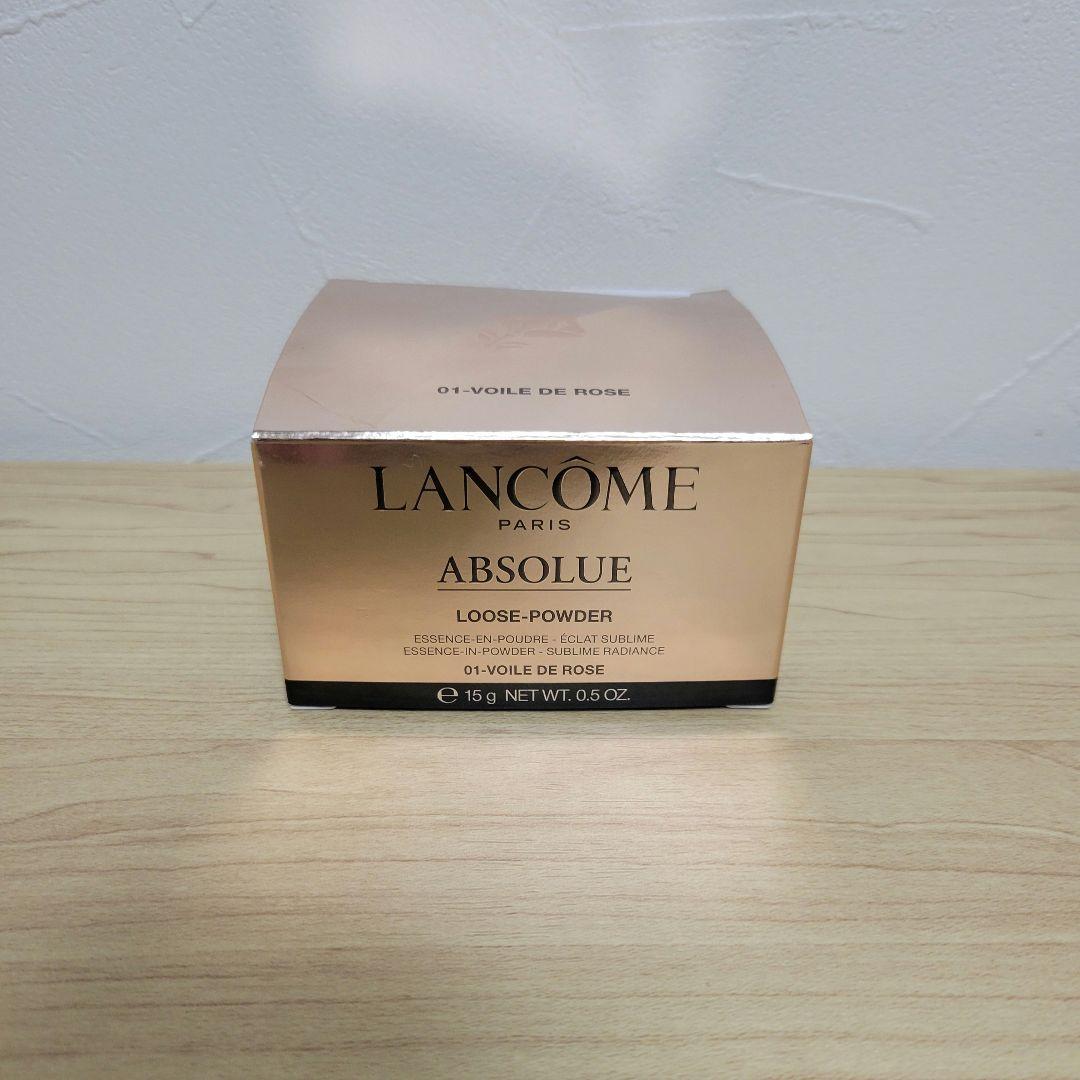 01-VOILE DE ROSE
LANCÔME
PARIS
ABSOLUE
LOOSE-POWDER
ESSENCE-EN-POUDRE - ÉCLAT SUBLIME
ESSENCE-IN-POWDER - SUBLIME RADIANCE
01-VOILE DE ROSE
℮ 15 g NET WT. 0.5 OZ.